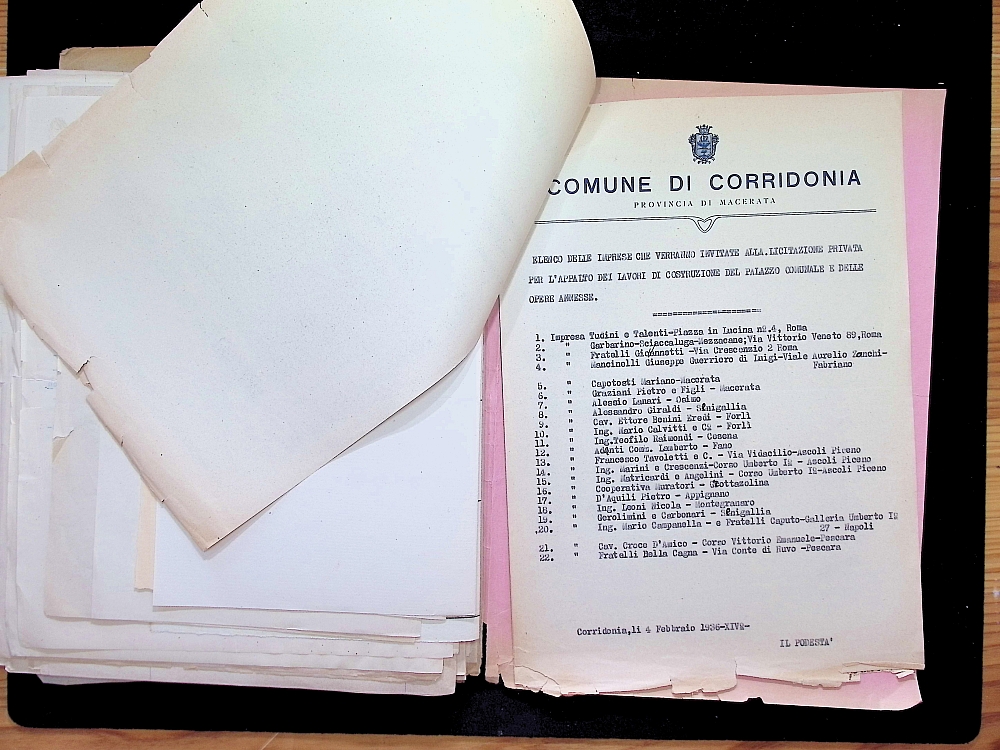 COMUNE DI CORRIDONIA
PROVINCIA DI MACERATA
ELENCO DELLE IMPRESE CHE VERRANNO INVITATE ALLA.LICITAZIONE PRIVATA
PER L'APPALTO DEI LAVORI DI COSTRUZIONE DEL PALAZZO COMUNALE E DELLE
OPERE ANNESSE.
=======================
1. Impresa Tudini e Talenti-Piazza in Lucina nº.4, Roma
2. " Garbarino-Sciaccaluga-Mezzacane;Via Vittorio Veneto 89,Roma
3. " Fratelli Giannotti -Via Crescenzio 2 Roma
4. " Mancinelli Giuseppe Guerriero di Luigi-Viale Aurelio Zonchi-
Fabriano
5. " Capotosti Mariano-Macerata
6. " Graziani Pietro e Figli - Macerata
7. " Alessio Lanari - Osimo
8. " Alessandro Giraldi - Senigallia
9. " Cav. Ettore Benini Eredi - Forlì
10. " Ing. Mario Calvitti e Cº - Forlì
11. " Ing.Teofilo Raimondi - Cesena
12. " Adanti Comm. Lamberto - Fano
13. " Francesco Tavoletti e C. - Via Vidacilio-Ascoli Piceno
14. " Ing. Marini e Crescenzi-Corso Umberto Iº - Ascoli Piceno
15. " Ing. Matricardi e Angelini - Corso Umberto Iº-Ascoli Piceno
16. " Cooperativa Muratori - Grottazzolina
17. " D'Aquili Pietro - Appignano
18. " Ing. Leoni Nicola - Montegranaro
19. " Gerolimini e Carbonari - Senigallia
20. " Ing. Mario Campanella - e Fratelli Caputo-Galleria Umberto Iº
27 - Napoli
21. " Cav. Croce D'Amico - Corso Vittorio Emanuele-Pescara
22. " Fratelli Della Cagna - Via Conte di Ruvo -Pescara
Corridonia,li 4 Febbraio 1936-XIVº-
IL PODESTA'